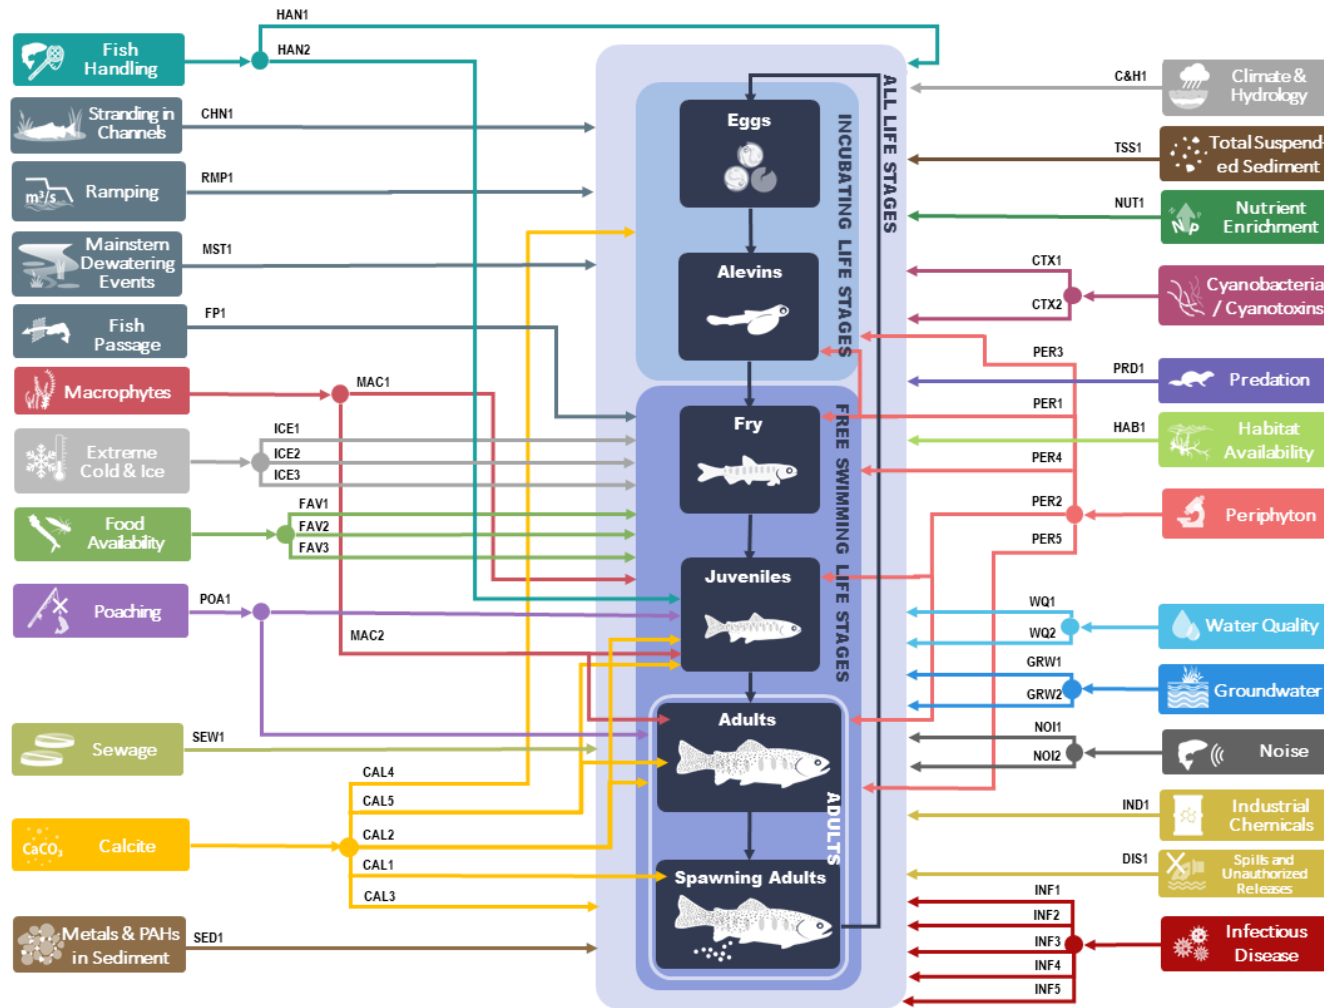 HAN1
HAN2
Fish
Handling
Stranding in
Channels
CHN1
m³/s
Ramping
RMP1
Mainstem
Dewatering
Events
MST1
Fish
Passage
FP1
Macrophytes
MAC1
Extreme
Cold & Ice
ICE1
ICE2
ICE3
Food
Availability
FAV1
FAV2
FAV3
Poaching
POA1
MAC2
Sewage
SEW1
CaCO₃
Calcite
CAL4
CAL5
CAL2
CAL1
CAL3
Metals & PAHs
in Sediment
SED1
ALL LIFE STAGES
INCUBATING LIFE STAGES
Eggs
Alevins
FREE SWIMMING LIFE STAGES
Fry
Juveniles
Adults
ADULTS
Spawning Adults
C&H1
Climate &
Hydrology
TSS1
Total Suspend-
ed Sediment
NUT1
N P
Nutrient
Enrichment
CTX1
CTX2
Cyanobacteria
/ Cyanotoxins
PER3
PRD1
Predation
PER1
HAB1
Habitat
Availability
PER4
PER2
Periphyton
PER5
WQ1
WQ2
Water Quality
GRW1
GRW2
Groundwater
NOI1
NOI2
Noise
IND1
Industrial
Chemicals
DIS1
Spills and
Unauthorized
Releases
INF1
INF2
INF3
INF4
INF5
Infectious
Disease